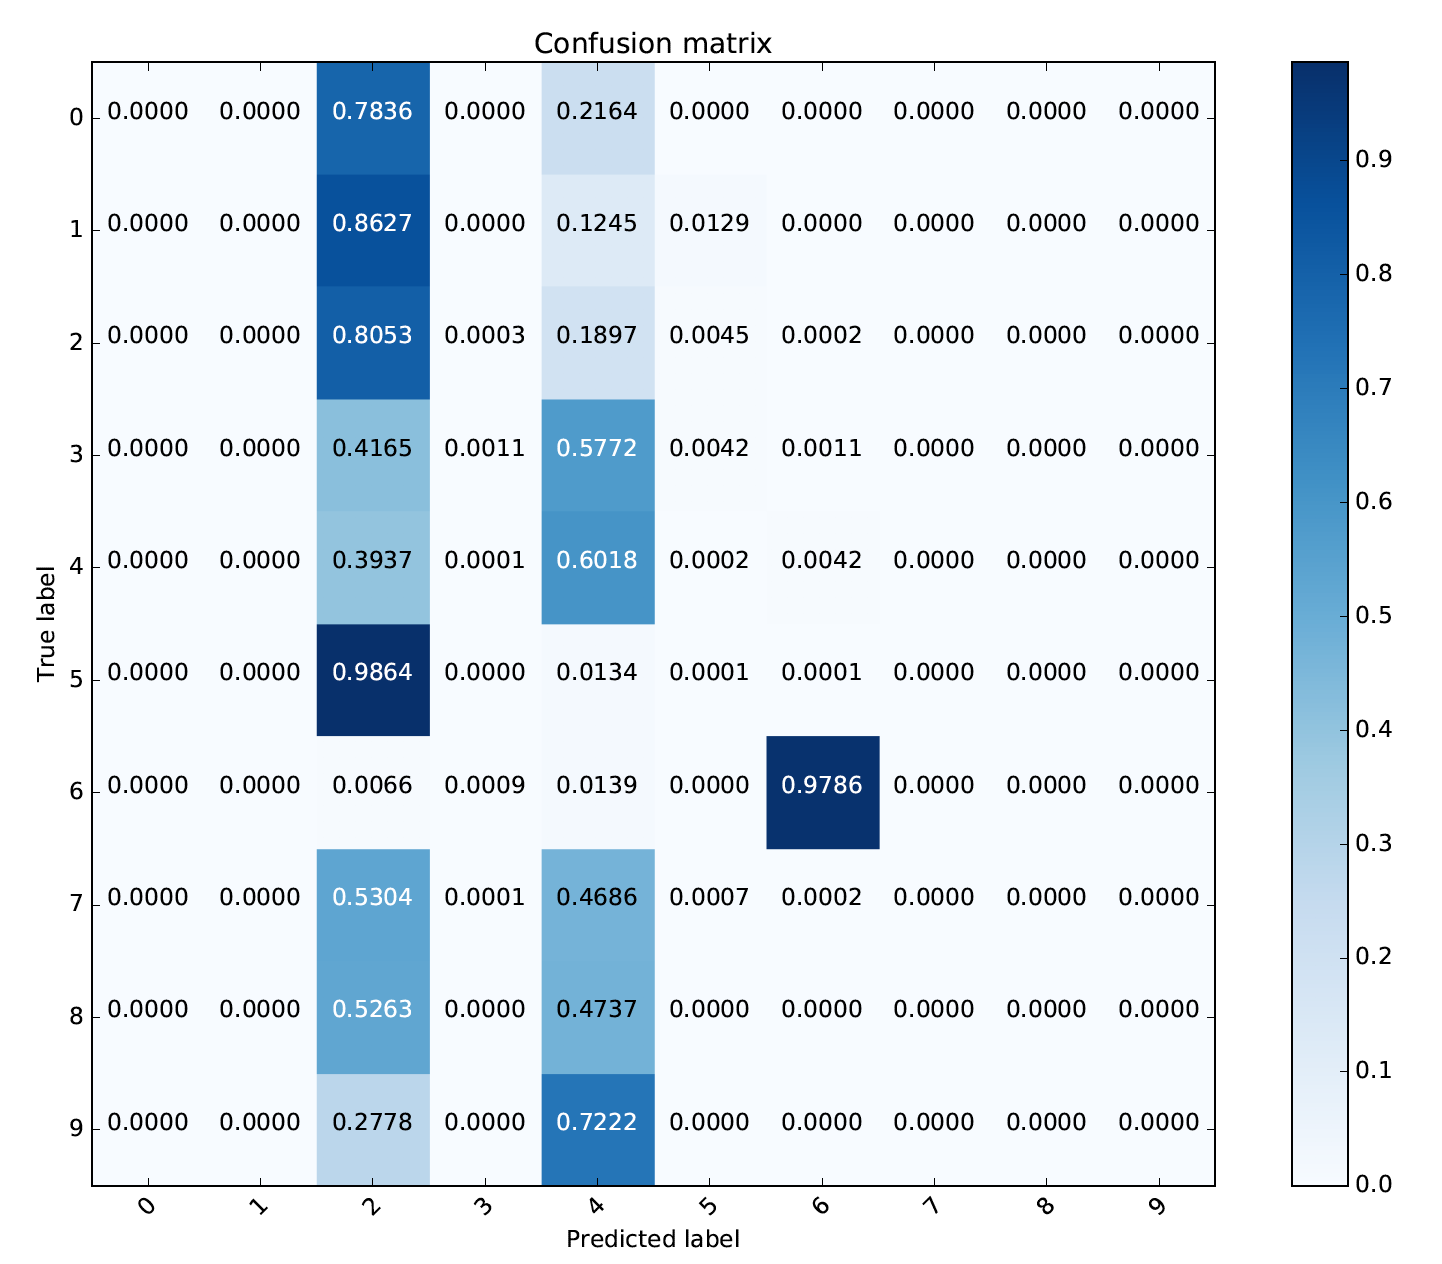 Confusion matrix
0 0.0000 0.0000 0.7836 0.0000 0.2164 0.0000 0.0000 0.0000 0.0000 0.0000
1 0.0000 0.0000 0.8627 0.0000 0.1245 0.0129 0.0000 0.0000 0.0000 0.0000
2 0.0000 0.0000 0.8053 0.0003 0.1897 0.0045 0.0002 0.0000 0.0000 0.0000
3 0.0000 0.0000 0.4165 0.0011 0.5772 0.0042 0.0011 0.0000 0.0000 0.0000
4 0.0000 0.0000 0.3937 0.0001 0.6018 0.0002 0.0042 0.0000 0.0000 0.0000
5 0.0000 0.0000 0.9864 0.0000 0.0134 0.0001 0.0001 0.0000 0.0000 0.0000
6 0.0000 0.0000 0.0066 0.0009 0.0139 0.0000 0.9786 0.0000 0.0000 0.0000
7 0.0000 0.0000 0.5304 0.0001 0.4686 0.0007 0.0002 0.0000 0.0000 0.0000
8 0.0000 0.0000 0.5263 0.0000 0.4737 0.0000 0.0000 0.0000 0.0000 0.0000
9 0.0000 0.0000 0.2778 0.0000 0.7222 0.0000 0.0000 0.0000 0.0000 0.0000
0 1 2 3 4 5 6 7 8 9
True label
Predicted label
0.9
0.8
0.7
0.6
0.5
0.4
0.3
0.2
0.1
0.0